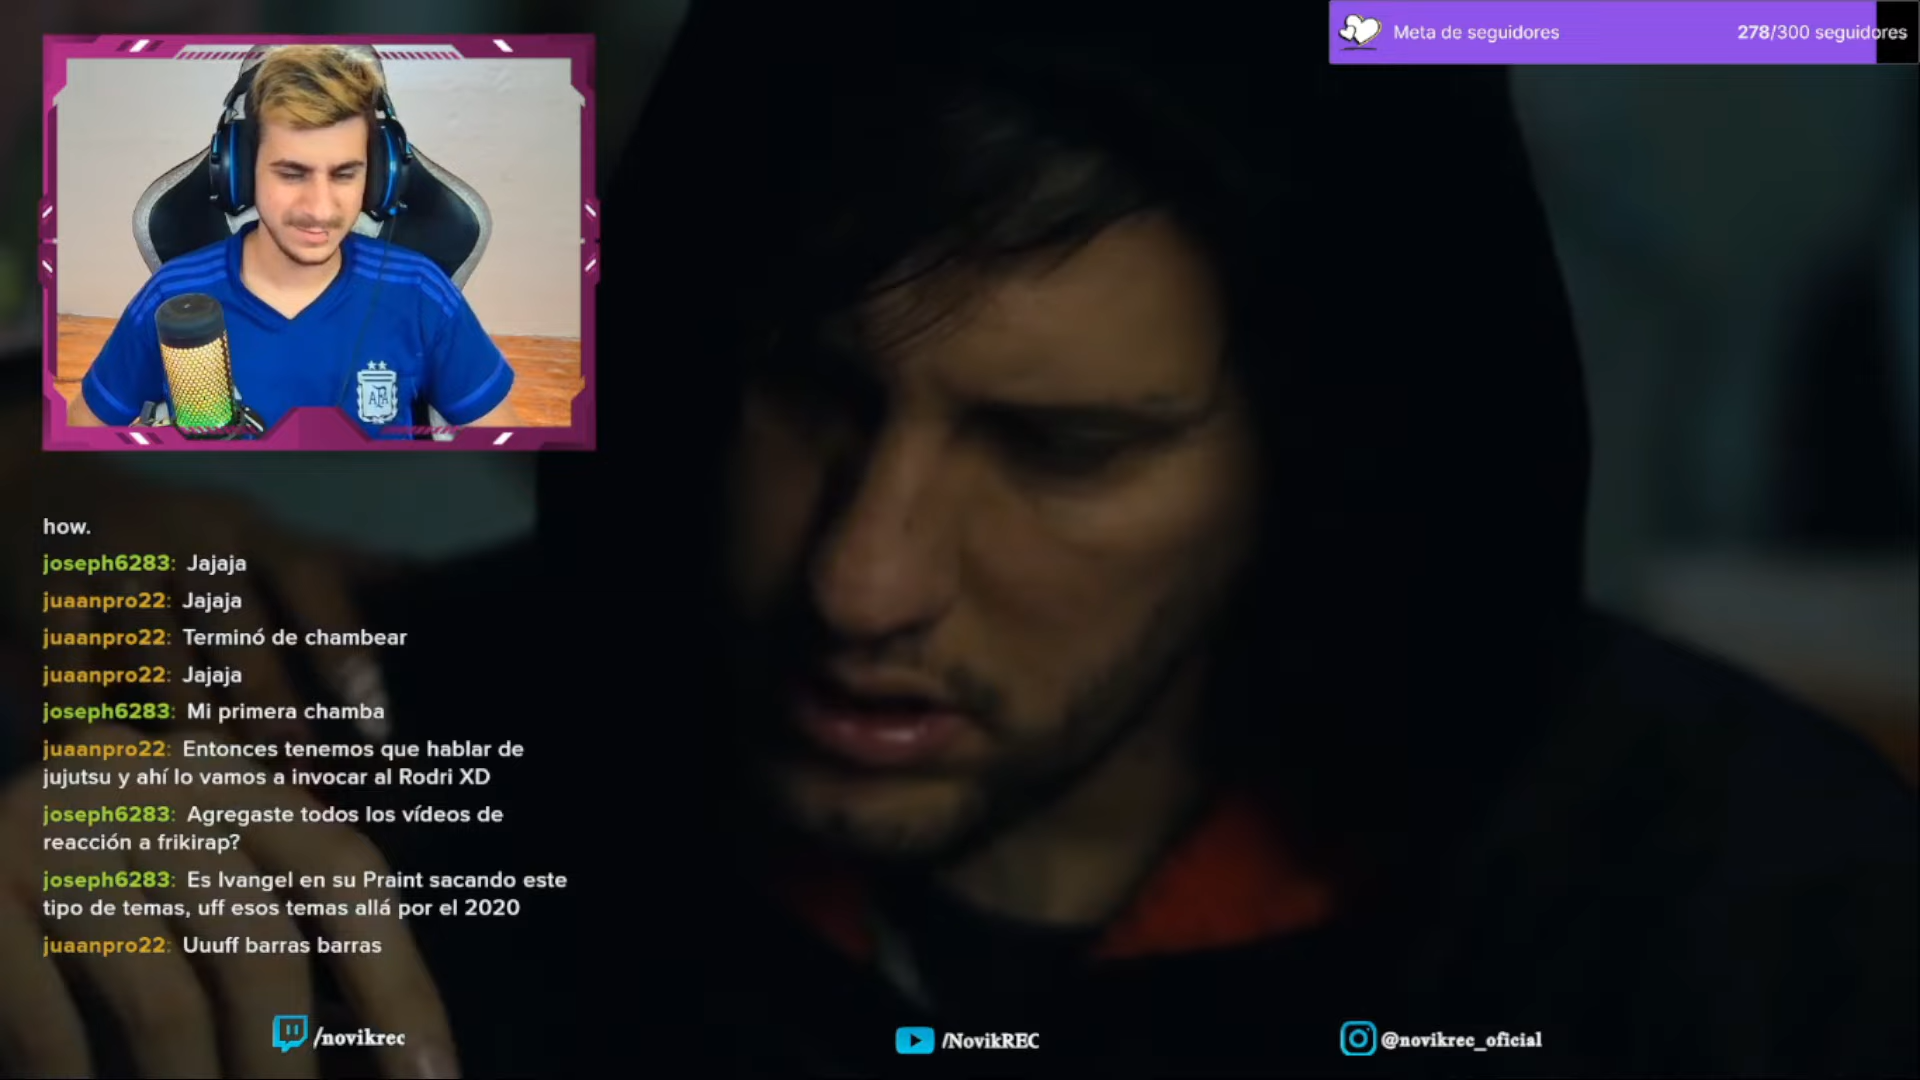 Meta de seguidores 278/300 seguidores
AFA
how.
joseph6283: Jajaja
juaanpro22: Jajaja
juaanpro22: Terminó de chambear
juaanpro22: Jajaja
joseph6283: Mi primera chamba
juaanpro22: Entonces tenemos que hablar de
jujutsu y ahí lo vamos a invocar al Rodri XD
joseph6283: Agregaste todos los vídeos de
reacción a frikirap?
joseph6283: Es Ivangel en su Praint sacando este
tipo de temas, uff esos temas allá por el 2020
juaanpro22: Uuuff barras barras
/novikrec /NovikREC @novikrec_oficial